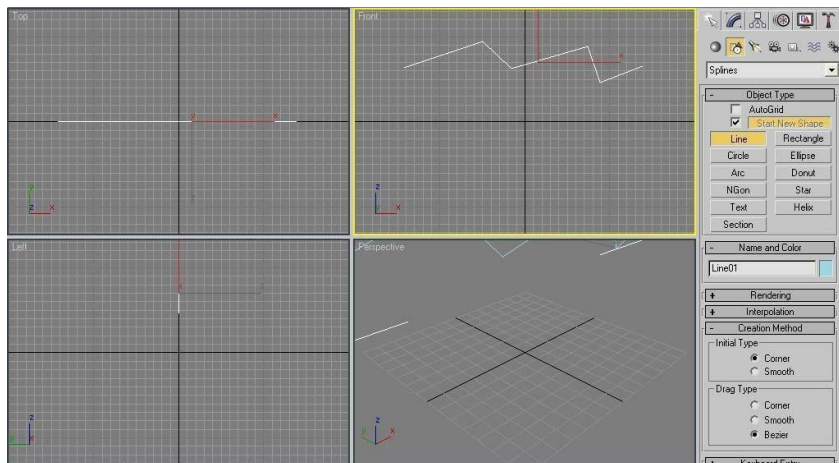 Top
Front
y
x
x
y
z
x
z
y
x
Left
Perspective
z
y
x
z
y
x
Splines
- Object Type
AutoGrid
Start New Shape
Line Rectangle
Circle Ellipse
Arc Donut
NGon Star
Text Helix
Section
- Name and Color
Line01
+ Rendering
+ Interpolation
- Creation Method
Initial Type
Corner
Smooth
Drag Type
Corner
Smooth
Bezier
+ Keyboard Entry